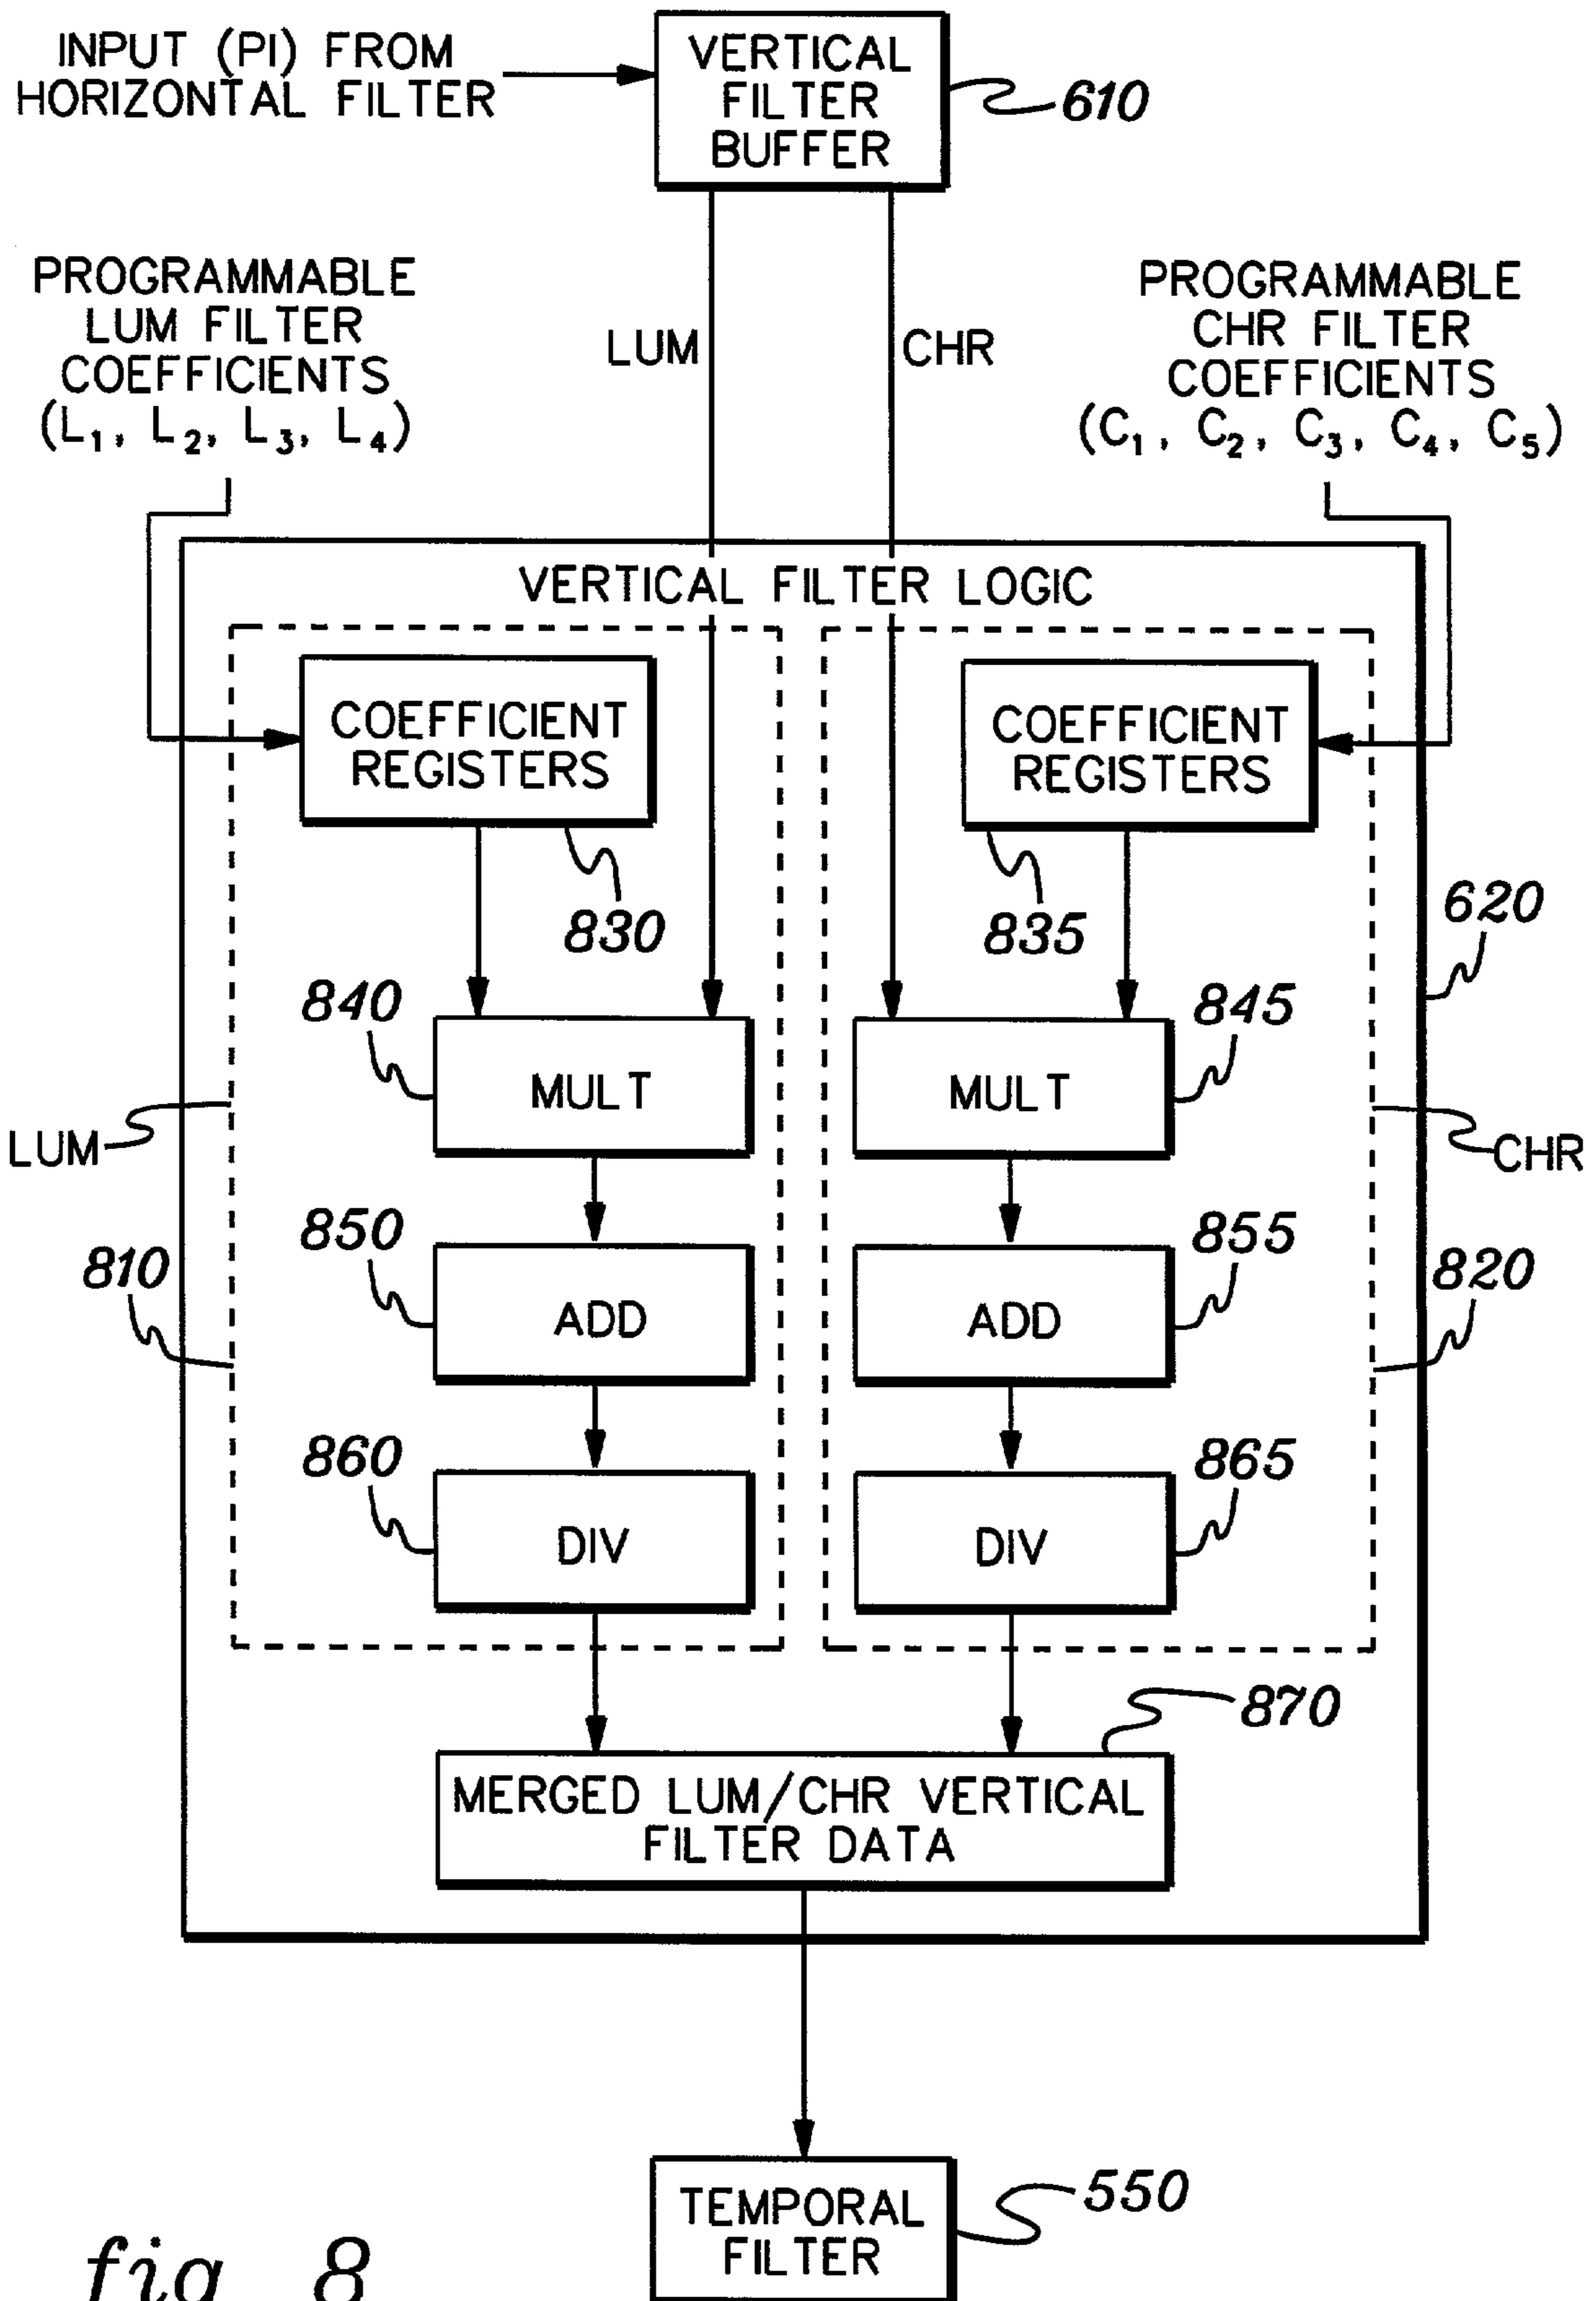 INPUT (PI) FROM
HORIZONTAL FILTER
VERTICAL
FILTER
BUFFER
610
PROGRAMMABLE
LUM FILTER
COEFFICIENTS
(L₁, L₂, L₃, L₄)
LUM
CHR
PROGRAMMABLE
CHR FILTER
COEFFICIENTS
(C₁, C₂, C₃, C₄, C₅)
VERTICAL FILTER LOGIC
COEFFICIENT
REGISTERS
COEFFICIENT
REGISTERS
830
835
620
840
MULT
MULT
845
LUM
CHR
850
ADD
ADD
855
810
820
860
DIV
DIV
865
870
MERGED LUM/CHR VERTICAL
FILTER DATA
TEMPORAL
FILTER
550
fig. 8